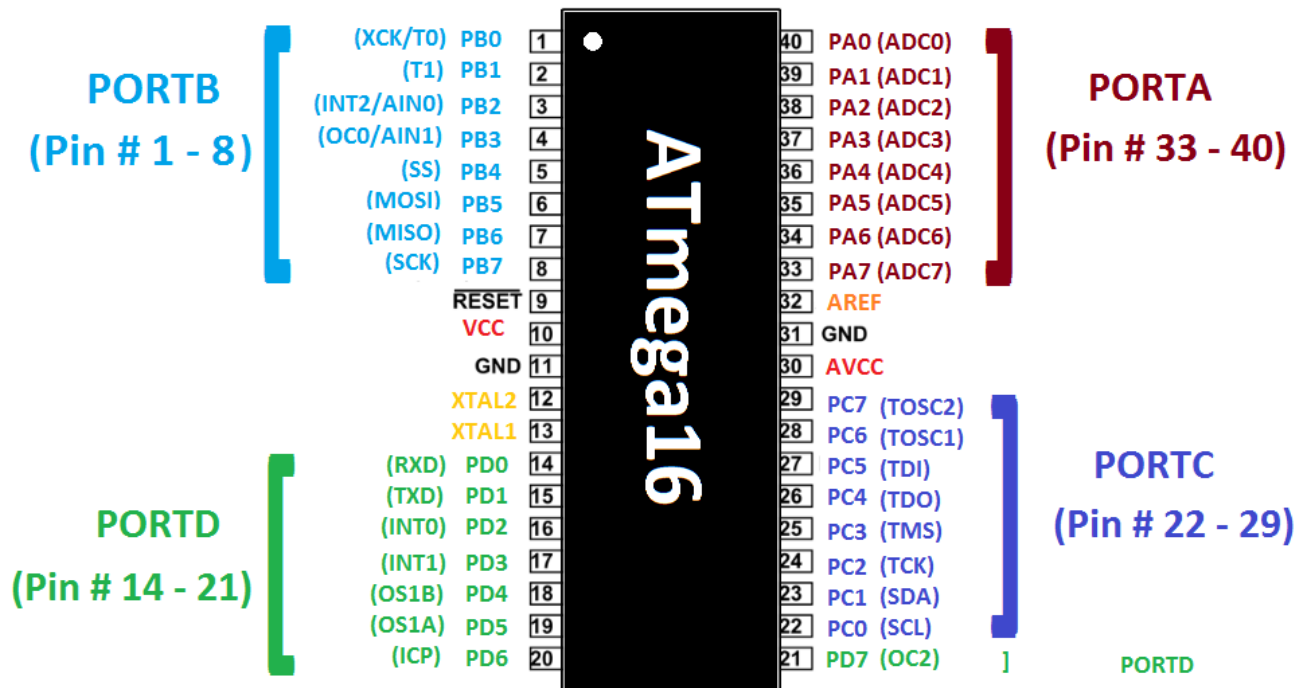 PORTB
(Pin # 1 - 8)
(XCK/T0) PB0 1
(T1) PB1 2
(INT2/AIN0) PB2 3
(OC0/AIN1) PB3 4
(SS) PB4 5
(MOSI) PB5 6
(MISO) PB6 7
(SCK) PB7 8
RESET 9
VCC 10
GND 11
XTAL2 12
XTAL1 13
PORTD
(Pin # 14 - 21)
(RXD) PD0 14
(TXD) PD1 15
(INT0) PD2 16
(INT1) PD3 17
(OS1B) PD4 18
(OS1A) PD5 19
(ICP) PD6 20
ATmega16
40 PA0 (ADC0)
39 PA1 (ADC1)
38 PA2 (ADC2)
37 PA3 (ADC3)
36 PA4 (ADC4)
35 PA5 (ADC5)
34 PA6 (ADC6)
33 PA7 (ADC7)
PORTA
(Pin # 33 - 40)
32 AREF
31 GND
30 AVCC
29 PC7 (TOSC2)
28 PC6 (TOSC1)
27 PC5 (TDI)
26 PC4 (TDO)
25 PC3 (TMS)
24 PC2 (TCK)
23 PC1 (SDA)
22 PC0 (SCL)
PORTC
(Pin # 22 - 29)
21 PD7 (OC2) ] PORTD